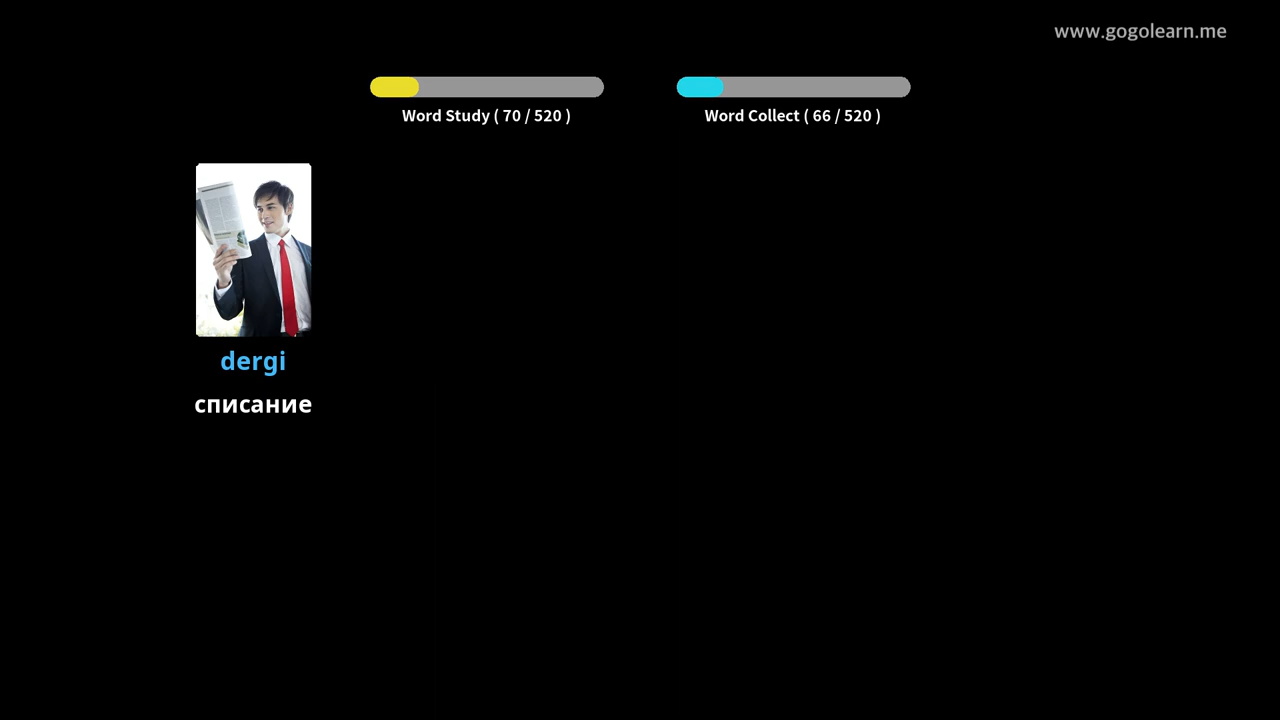 www.gogolearn.me
Word Study ( 70 / 520 )
Word Collect ( 66 / 520 )
dergi
списание